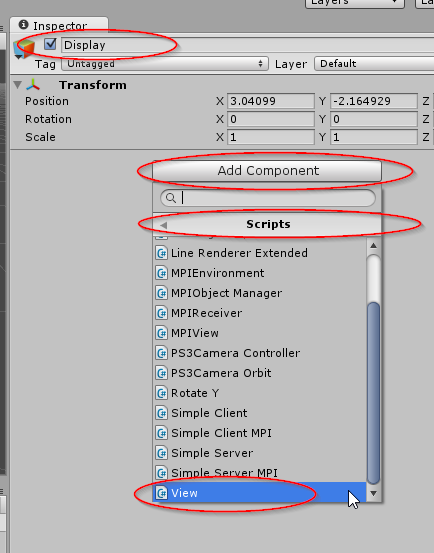 Layers
Inspector
Display
Tag Untagged Layer Default
Transform
Position X 3.04099 Y -2.164929 Z
Rotation X 0 Y 0 Z
Scale X 1 Y 1 Z
Add Component
Scripts
Line Renderer Extended
MPIEnvironment
MPIObject Manager
MPIReceiver
MPIView
PS3Camera Controller
PS3Camera Orbit
Rotate Y
Simple Client
Simple Client MPI
Simple Server
Simple Server MPI
View